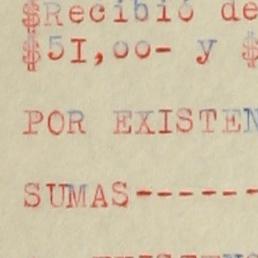 $Recibió de
$51,oo- y $
POR EXISTEN
SUMAS------